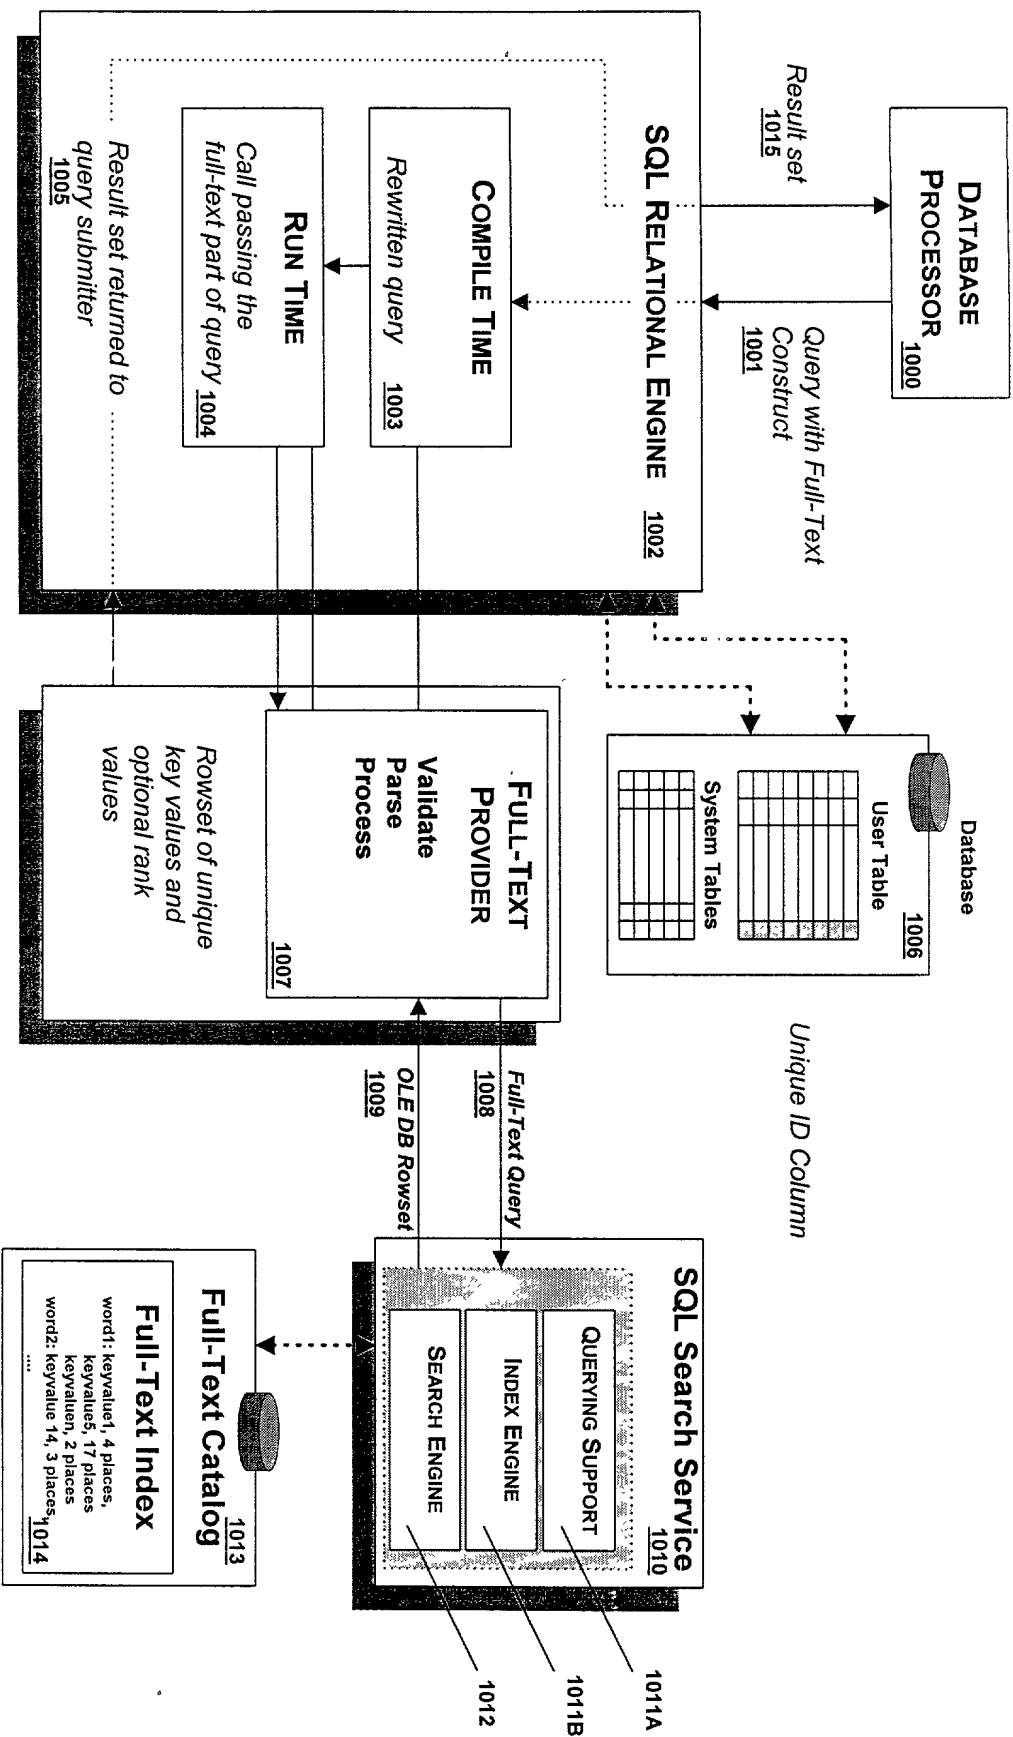 DATABASE
PROCESSOR
1000
Result set
1015
Query with Full-Text
Construct
1001
SQL RELATIONAL ENGINE 1002
COMPILE TIME
Rewritten query
1003
RUN TIME
Call passing the
full-text part of query
1004
Result set returned to
query submitter
1005
Database
1006
User Table
System Tables
Unique ID Column
FULL-TEXT
PROVIDER
Validate
Parse
Process
1007
Rowset of unique
key values and
optional rank
values
Full-Text Query
1008
OLE DB Rowset
1009
SQL Search Service
1010
QUERYING SUPPORT
INDEX ENGINE
SEARCH ENGINE
1011A
1011B
1012
1013
Full-Text Catalog
Full-Text Index
word1: keyvalue1, 4 places,
keyvalue5, 17 places
keyvaluen, 2 places
word2: keyvalue 14, 3 places,
....
1014